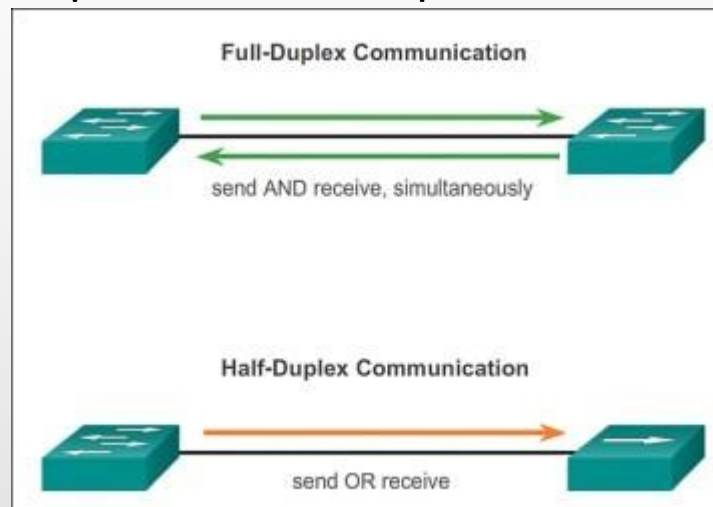 Full-Duplex Communication
send AND receive, simultaneously
Half-Duplex Communication
send OR receive